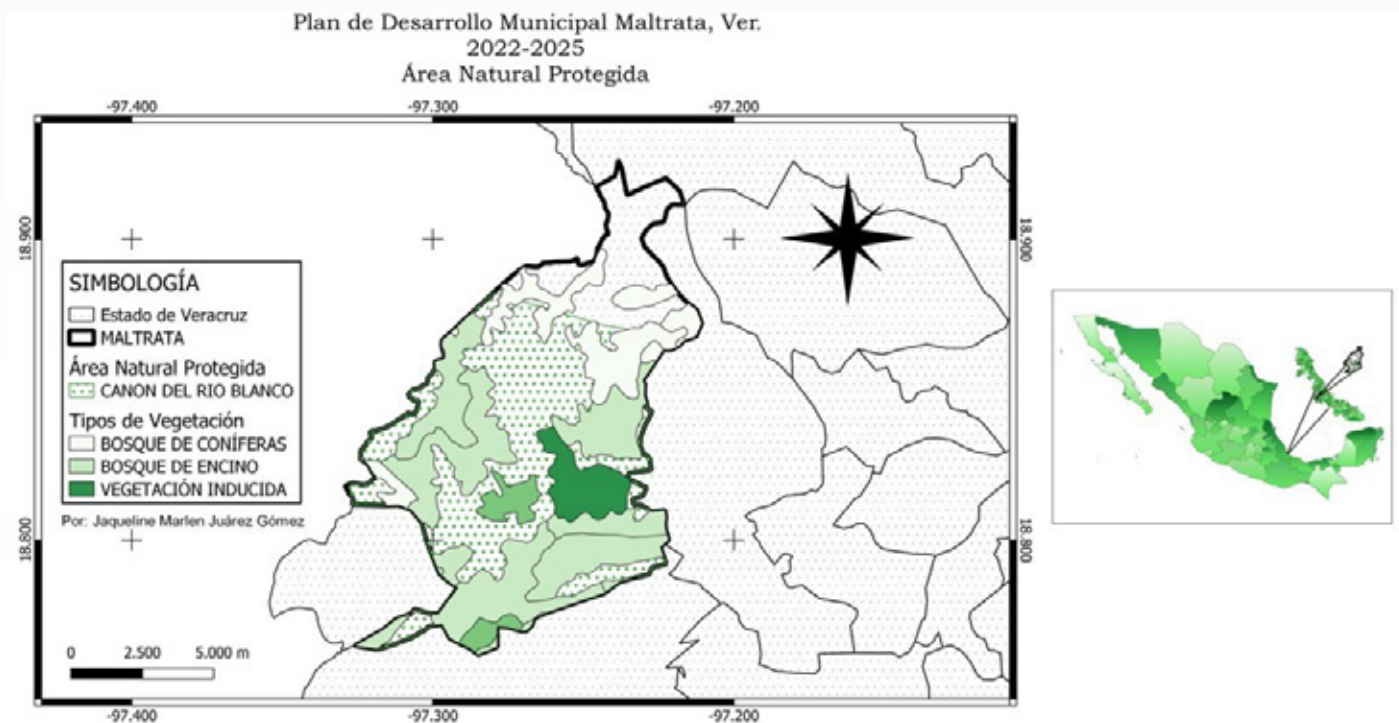 Plan de Desarrollo Municipal Maltrata, Ver.
2022-2025
Área Natural Protegida
-97.400
-97.300
-97.200
18.900
18.900
SIMBOLOGÍA
Estado de Veracruz
MALTRATA
Área Natural Protegida
CANON DEL RIO BLANCO
Tipos de Vegetación
BOSQUE DE CONÍFERAS
BOSQUE DE ENCINO
VEGETACIÓN INDUCIDA
Por: Jaqueline Marlen Juárez Gómez
18.800
18.800
0 2.500 5.000 m
-97.400
-97.300
-97.200